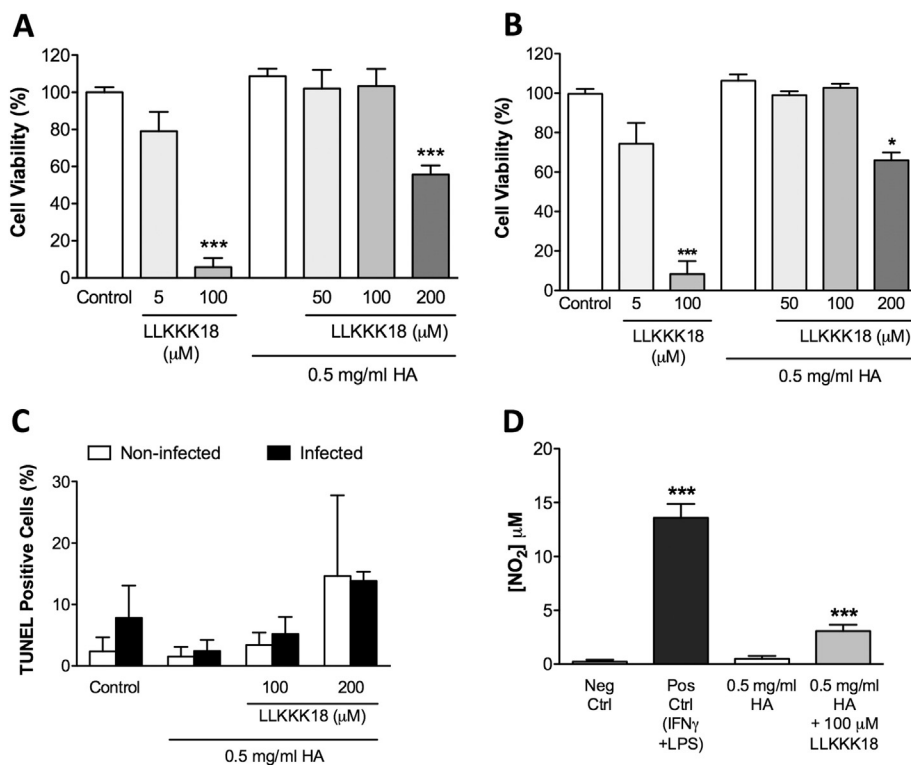 A
120
100
80
60
40
20
0
Cell Viability (%)
***
***
Control 5 100 50 100 200
LLKKK18 (μM)
LLKKK18
(μM)
0.5 mg/ml HA
B
120
100
80
60
40
20
0
Cell Viability (%)
***
*
Control 5 100 50 100 200
LLKKK18 (μM)
LLKKK18
(μM)
0.5 mg/ml HA
C
Non-infected Infected
30
20
10
0
TUNEL Positive Cells (%)
Control 100 200
LLKKK18 (μM)
0.5 mg/ml HA
D
20
15
10
5
0
[NO2] μM
***
***
Neg
Ctrl
Pos
Ctrl
(IFNγ
+LPS)
0.5 mg/ml
HA
0.5 mg/ml
HA
+ 100 μM
LLKKK18